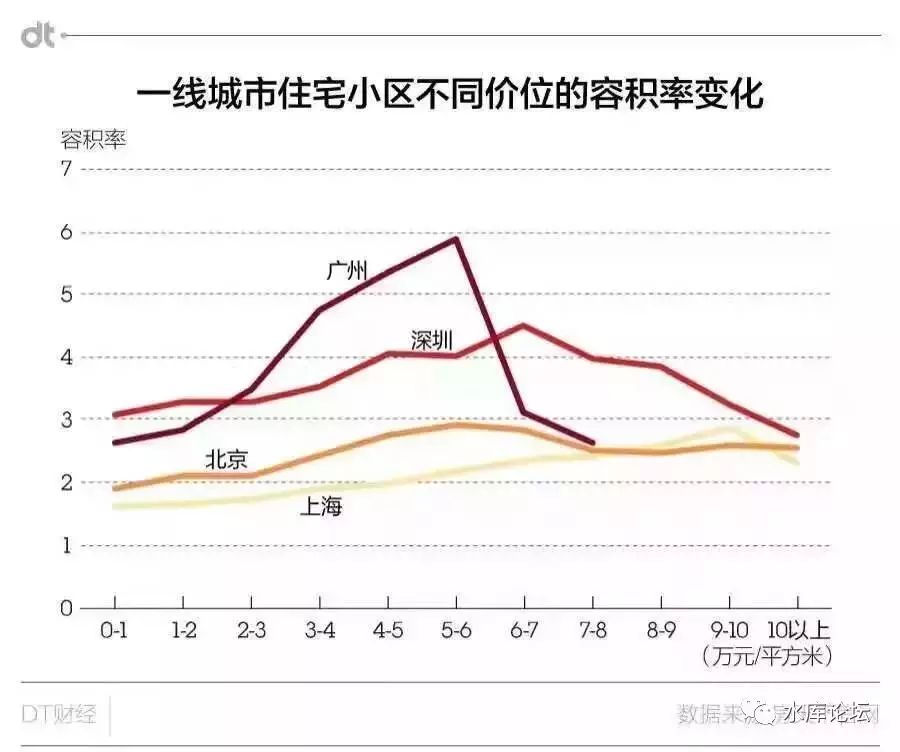 dt
一线城市住宅小区不同价位的容积率变化
容积率
7
6
5
4
3
2
1
0
广州
深圳
北京
上海
0-1 1-2 2-3 3-4 4-5 5-6 6-7 7-8 8-9 9-10 10以上
（万元/平方米）
DT财经
数据来
水库论坛
网